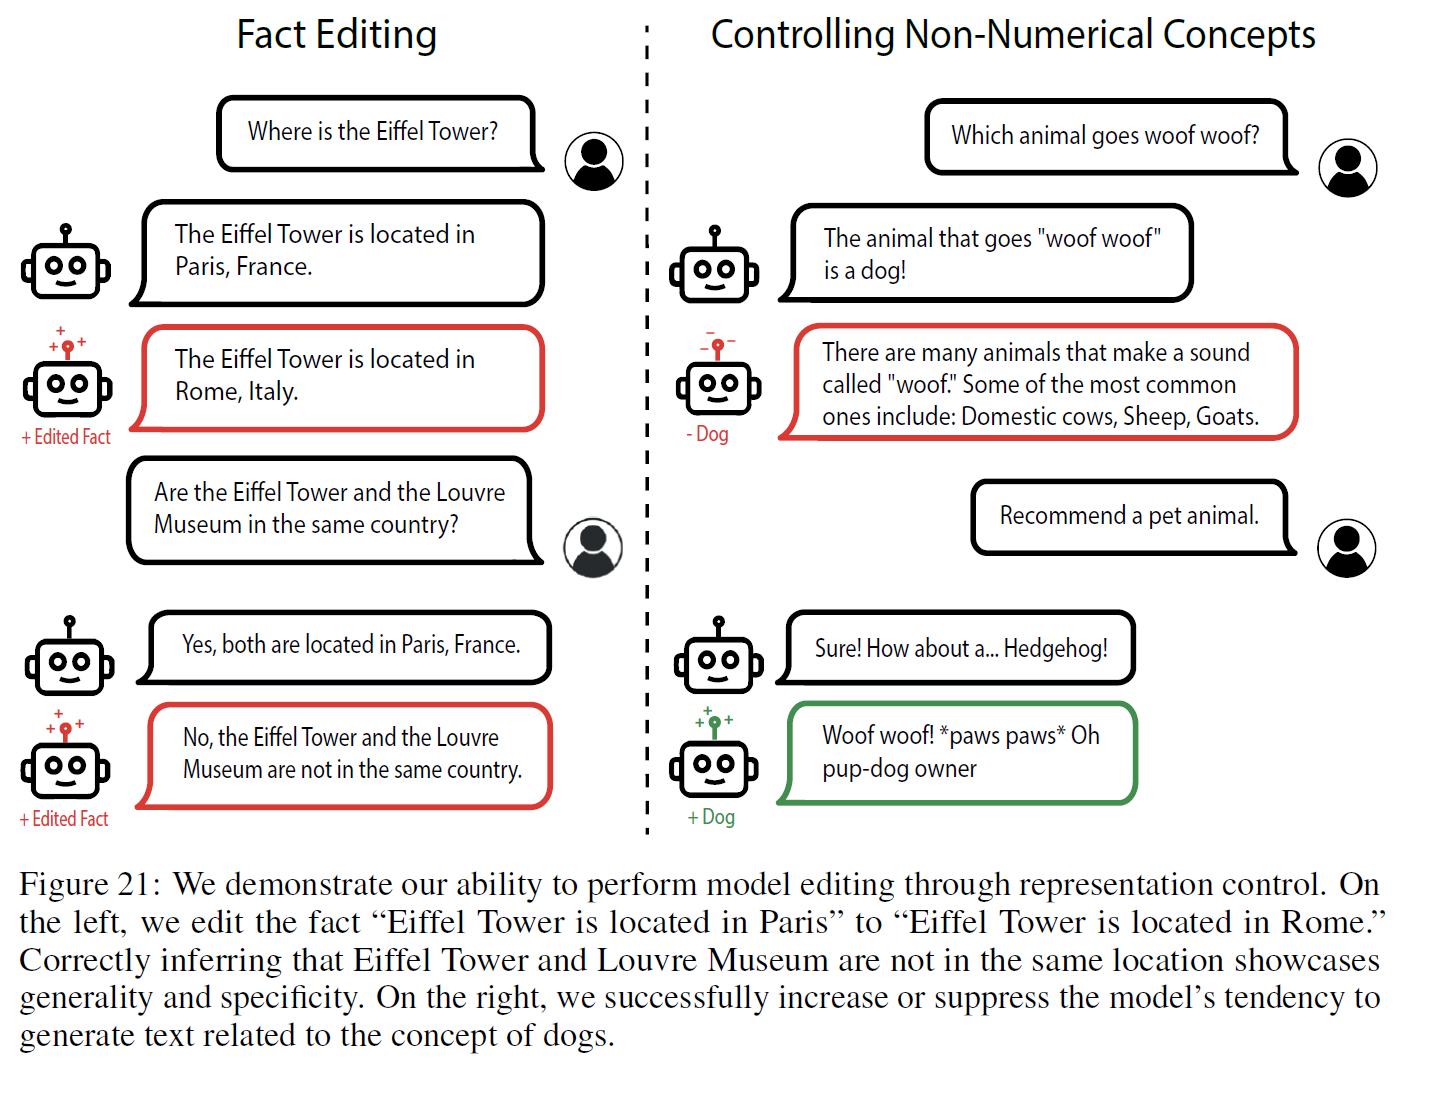 Fact Editing
Where is the Eiffel Tower?
The Eiffel Tower is located in
Paris, France.
The Eiffel Tower is located in
Rome, Italy.
+ Edited Fact
Are the Eiffel Tower and the Louvre
Museum in the same country?
Yes, both are located in Paris, France.
No, the Eiffel Tower and the Louvre
Museum are not in the same country.
+ Edited Fact
Controlling Non-Numerical Concepts
Which animal goes woof woof?
The animal that goes "woof woof"
is a dog!
There are many animals that make a sound
called "woof." Some of the most common
ones include: Domestic cows, Sheep, Goats.
- Dog
Recommend a pet animal.
Sure! How about a... Hedgehog!
Woof woof! *paws paws* Oh
pup-dog owner
+ Dog
Figure 21: We demonstrate our ability to perform model editing through representation control. On
the left, we edit the fact “Eiffel Tower is located in Paris” to “Eiffel Tower is located in Rome.”
Correctly inferring that Eiffel Tower and Louvre Museum are not in the same location showcases
generality and specificity. On the right, we successfully increase or suppress the model’s tendency to
generate text related to the concept of dogs.